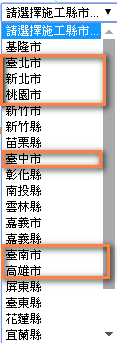 請選擇施工縣市...
請選擇施工縣市...
基隆市
臺北市
新北市
桃園市
新竹市
新竹縣
苗栗縣
臺中市
彰化縣
南投縣
雲林縣
嘉義市
嘉義縣
臺南市
高雄市
屏東縣
臺東縣
花蓮縣
宜蘭縣